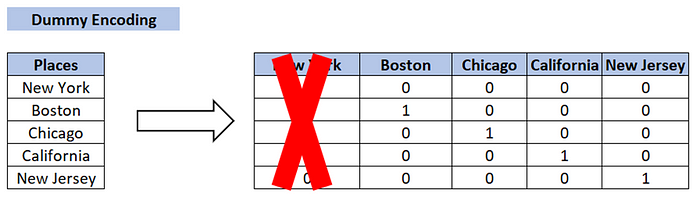 Dummy Encoding
Places
New York
Boston
Chicago
California
New Jersey
Boston Chicago California New Jersey
0 0 0 0
1 0 0 0
0 1 0 0
0 0 1 0
0 0 0 0 1